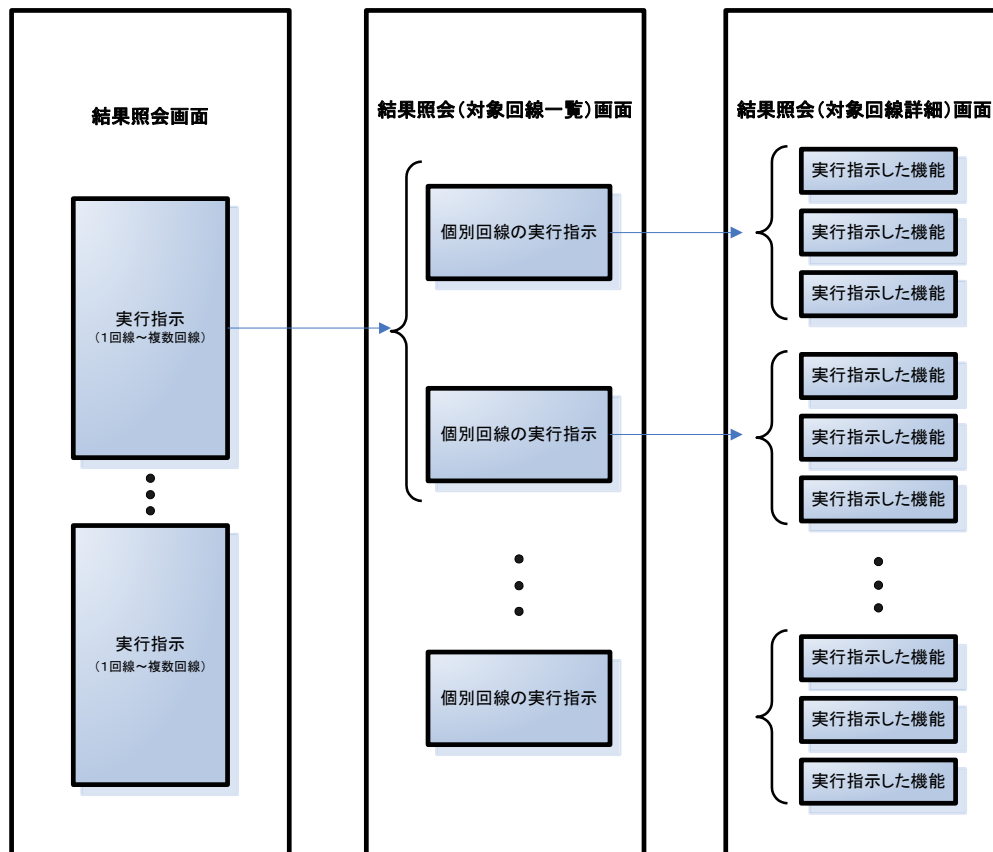 結果照会画面
実行指示
(1回線～複数回線)
実行指示
(1回線～複数回線)
結果照会(対象回線一覧)画面
個別回線の実行指示
個別回線の実行指示
個別回線の実行指示
結果照会(対象回線詳細)画面
実行指示した機能
実行指示した機能
実行指示した機能
実行指示した機能
実行指示した機能
実行指示した機能
実行指示した機能
実行指示した機能
実行指示した機能